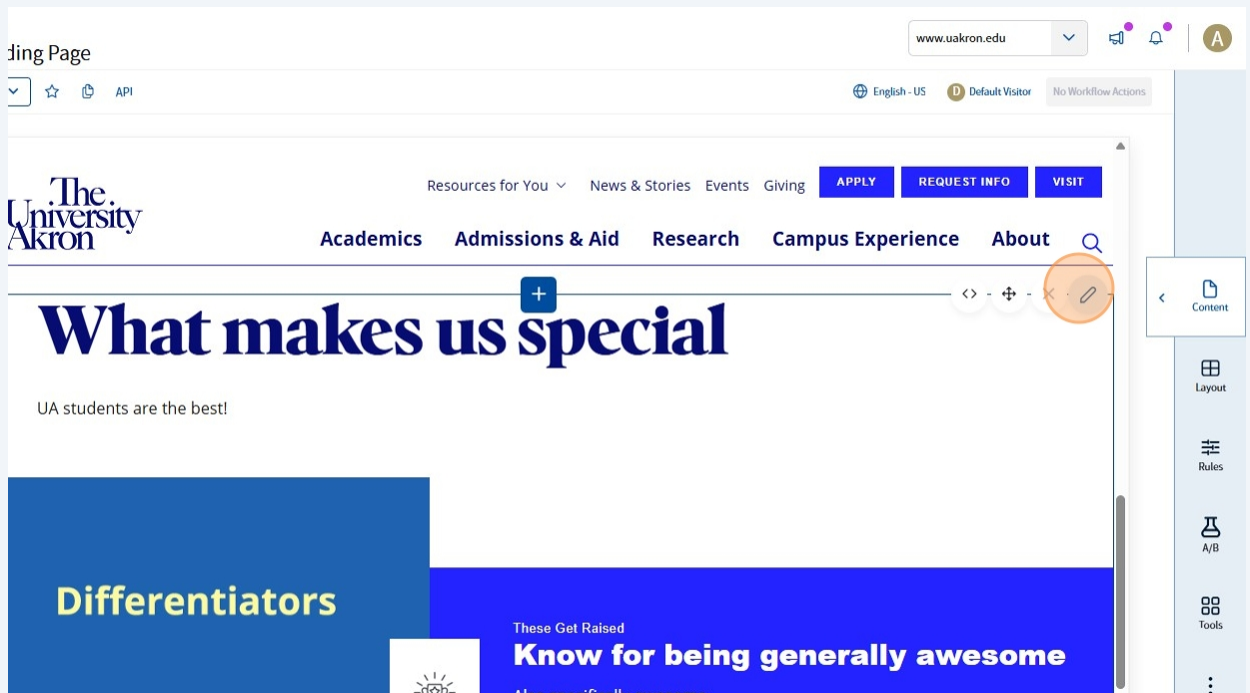 www.uakron.edu
A
ding Page
API
English - US
D
Default Visitor
No Workflow Actions
The
University
Akron
Resources for You
News & Stories
Events
Giving
APPLY
REQUEST INFO
VISIT
Academics
Admissions & Aid
Research
Campus Experience
About
What makes us special
UA students are the best!
Differentiators
These Get Raised
Know for being generally awesome
Content
Layout
Rules
A/B
Tools